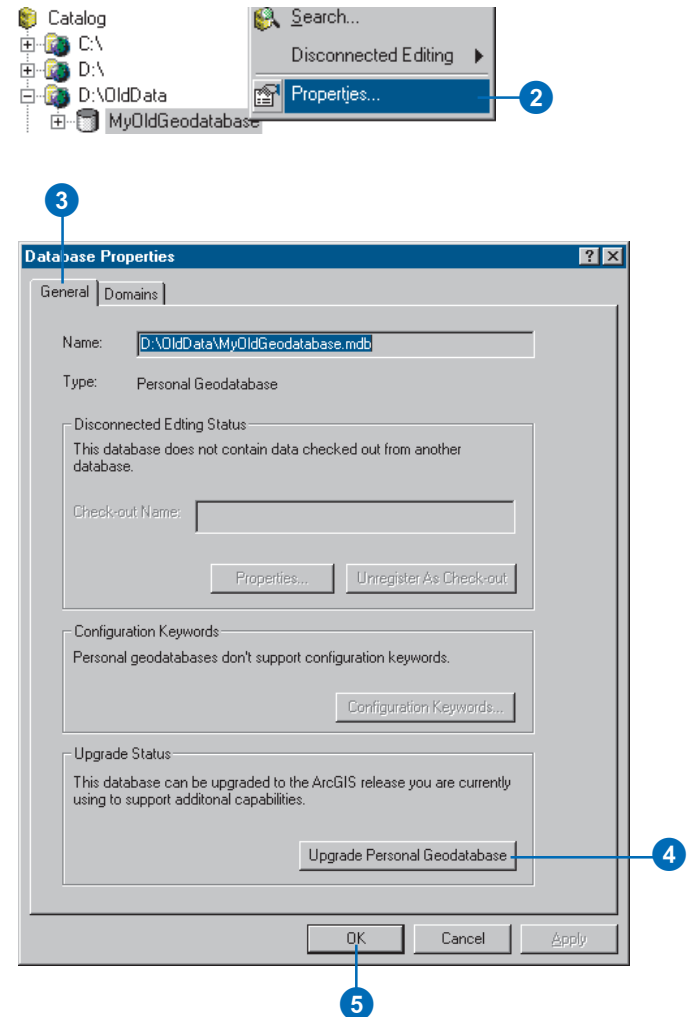 Catalog
C:\
D:\
D:\OldData
MyOldGeodatabase
Search...
Disconnected Editing
Properties...
2
3
Database Properties
General
Domains
Name: D:\OldData\MyOldGeodatabase.mdb
Type: Personal Geodatabase
Disconnected Edting Status
This database does not contain data checked out from another
database.
Check-out Name:
Properties... Unregister As Check-out
Configuration Keywords
Personal geodatabases don't support configuration keywords.
Configuration Keywords...
Upgrade Status
This database can be upgraded to the ArcGIS release you are currently
using to support additonal capabilities.
Upgrade Personal Geodatabase
4
OK Cancel Apply
5